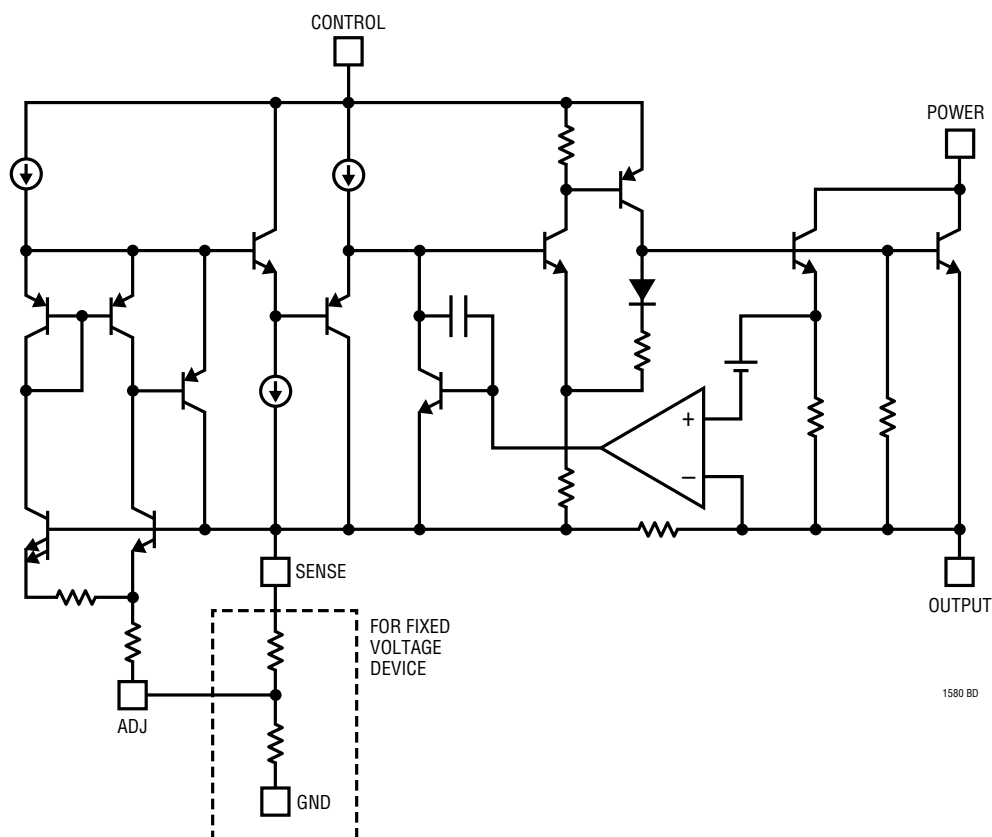 CONTROL
POWER
+
–
SENSE
OUTPUT
FOR FIXED
VOLTAGE
DEVICE
ADJ
1580 BD
GND